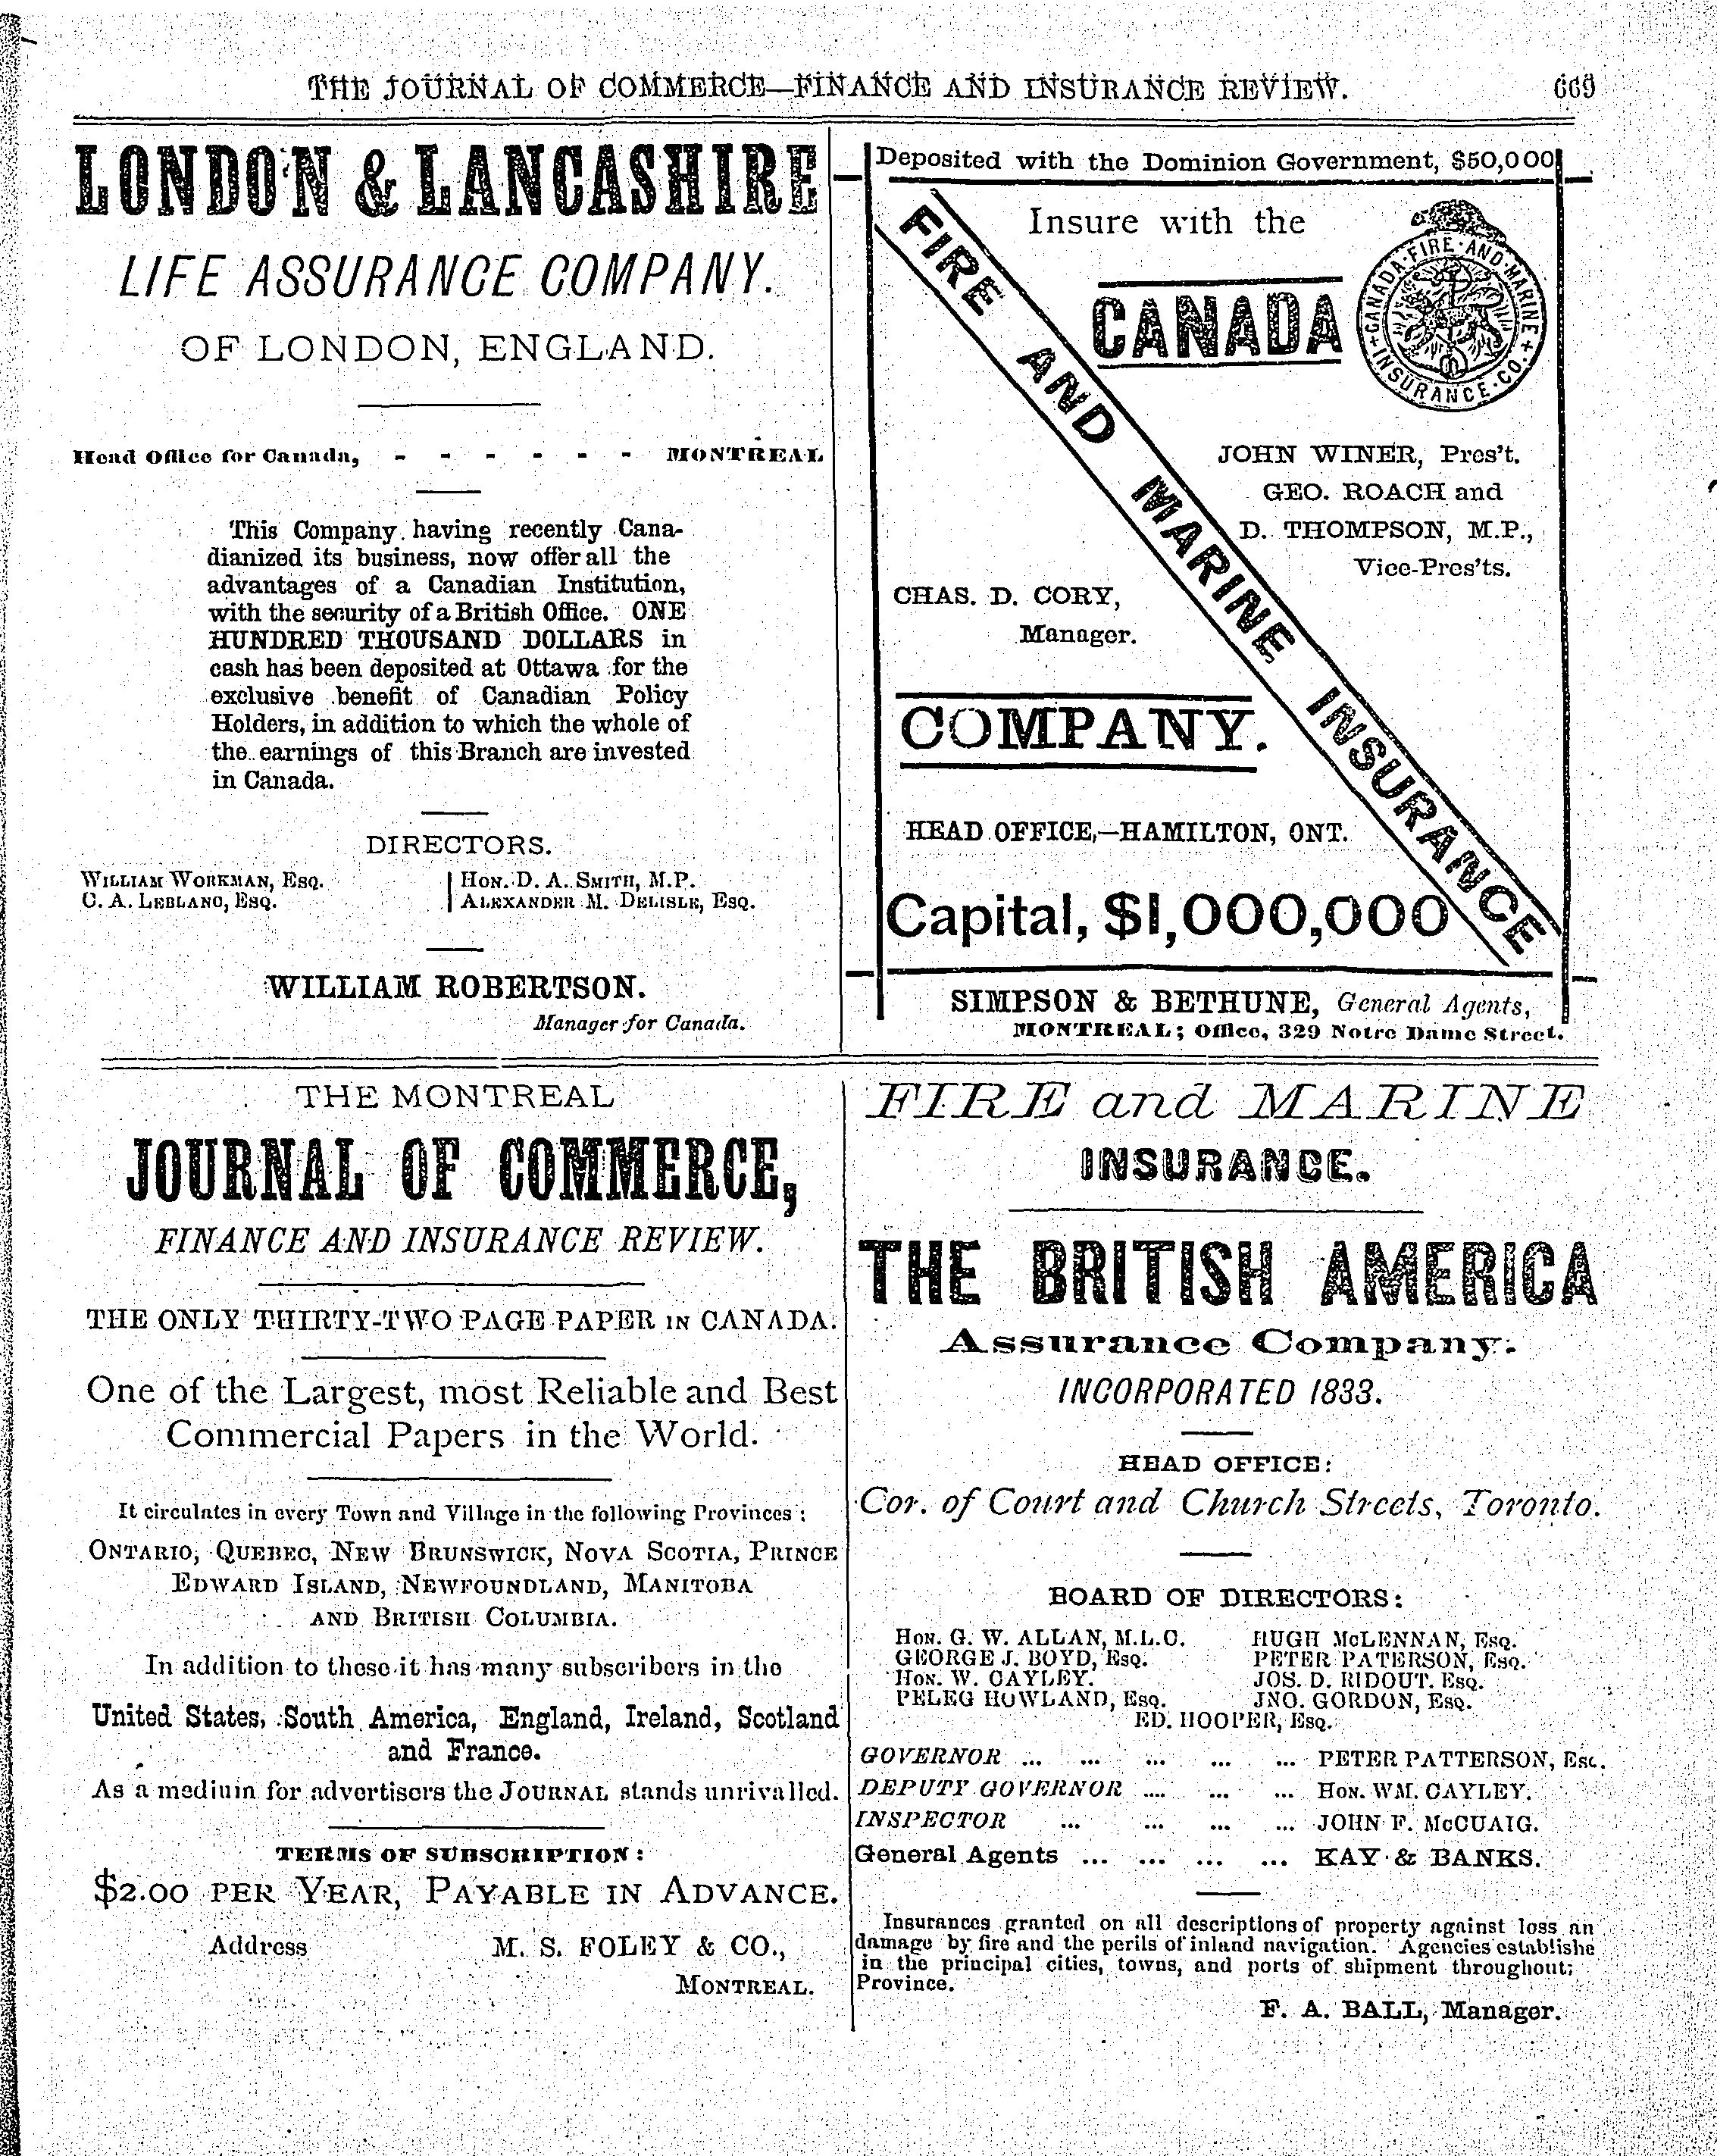 THE JOURNAL OF COMMERCE—FINANCE AND INSURANCE REVIEW. 669
LONDON & LANCASHIRE
LIFE ASSURANCE COMPANY.
OF LONDON, ENGLAND.
Head Office for Canada, - - - - - - MONTREAL
This Company having recently Cana-
dianized its business, now offer all the
advantages of a Canadian Institution,
with the security of a British Office. ONE
HUNDRED THOUSAND DOLLARS in
cash has been deposited at Ottawa for the
exclusive benefit of Canadian Policy
Holders, in addition to which the whole of
the earnings of this Branch are invested
in Canada.
DIRECTORS.
WILLIAM WORKMAN, ESQ. | HON. D. A. SMITH, M.P.
C. A. LEBLANC, ESQ. | ALEXANDER M. DELISLE, ESQ.
WILLIAM ROBERTSON.
Manager for Canada.
Deposited with the Dominion Government, $50,000
Insure with the
CANADA
FIRE AND MARINE INSURANCE
CANADA FIRE AND MARINE INSURANCE CO.
JOHN WINER, Pres't.
GEO. ROACH and
D. THOMPSON, M.P.,
Vice-Pres'ts.
CHAS. D. CORY,
Manager.
COMPANY.
HEAD OFFICE,—HAMILTON, ONT.
Capital, $1,000,000
SIMPSON & BETHUNE, General Agents,
MONTREAL; Office, 329 Notre Dame Street.
THE MONTREAL
JOURNAL OF COMMERCE,
FINANCE AND INSURANCE REVIEW.
THE ONLY THIRTY-TWO PAGE PAPER IN CANADA.
One of the Largest, most Reliable and Best
Commercial Papers in the World.
It circulates in every Town and Village in the following Provinces:
ONTARIO, QUEBEC, NEW BRUNSWICK, NOVA SCOTIA, PRINCE
EDWARD ISLAND, NEWFOUNDLAND, MANITOBA
AND BRITISH COLUMBIA.
In addition to these it has many subscribers in the
United States, South America, England, Ireland, Scotland
and France.
As a medium for advertisers the JOURNAL stands unrivalled.
TERMS OF SUBSCRIPTION:
$2.00 PER YEAR, PAYABLE IN ADVANCE.
Address M. S. FOLEY & CO.,
MONTREAL.
FIRE and MARINE
INSURANCE.
THE BRITISH AMERICA
Assurance Company.
INCORPORATED 1833.
HEAD OFFICE:
Cor. of Court and Church Streets, Toronto.
BOARD OF DIRECTORS:
HON. G. W. ALLAN, M.L.C. HUGH McLENNAN, ESQ.
GEORGE J. BOYD, ESQ. PETER PATERSON, ESQ.
HON. W. CAYLEY. JOS. D. RIDOUT. ESQ.
PELEG HOWLAND, ESQ. JNO. GORDON, ESQ.
ED. HOOPER, ESQ.
GOVERNOR ... ... ... ... ... PETER PATTERSON, ESQ.
DEPUTY GOVERNOR .... ... ... HON. WM. CAYLEY.
INSPECTOR ... ... ... ... JOHN F. McCUAIG.
General Agents ... ... ... ... KAY & BANKS.
Insurances granted on all descriptions of property against loss an
damage by fire and the perils of inland navigation. Agencies establishe
in the principal cities, towns, and ports of shipment throughout
Province.
F. A. BALL, Manager.